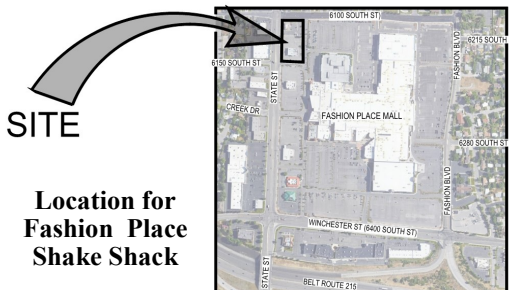 6100 SOUTH ST)
6215 SOUTH
FASHION BLVD
6150 SOUTH ST
STATE ST
SITE
CREEK DR
FASHION PLACE MALL
6280 SOUTH ST
Location for
Fashion Place
Shake Shack
FASHION BLVD
WINCHESTER ST (6400 SOUTH ST)
STATE ST
BELT ROUTE 215